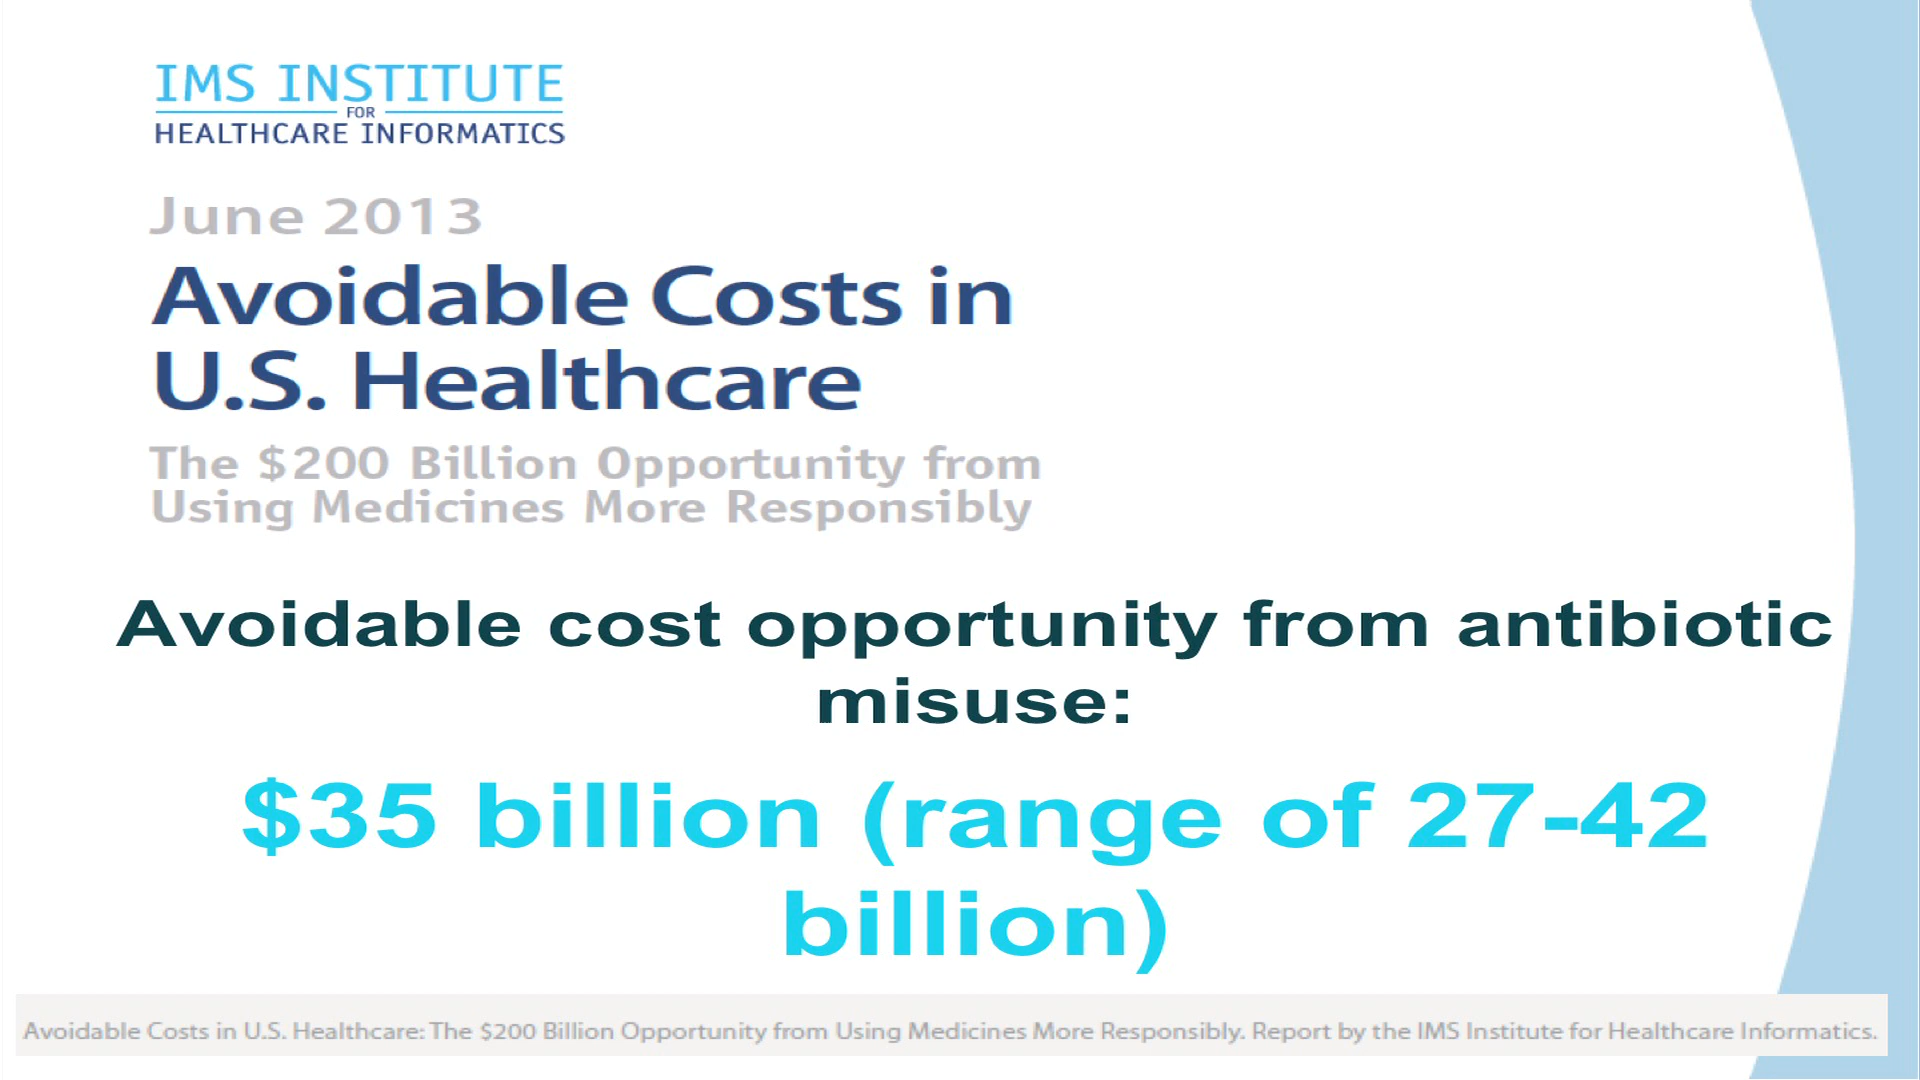 IMS INSTITUTE
FOR
HEALTHCARE INFORMATICS
June 2013
Avoidable Costs in
U.S. Healthcare
The $200 Billion Opportunity from
Using Medicines More Responsibly
Avoidable cost opportunity from antibiotic
misuse:
$35 billion (range of 27-42
billion)
Avoidable Costs in U.S. Healthcare: The $200 Billion Opportunity from Using Medicines More Responsibly. Report by the IMS Institute for Healthcare Informatics.